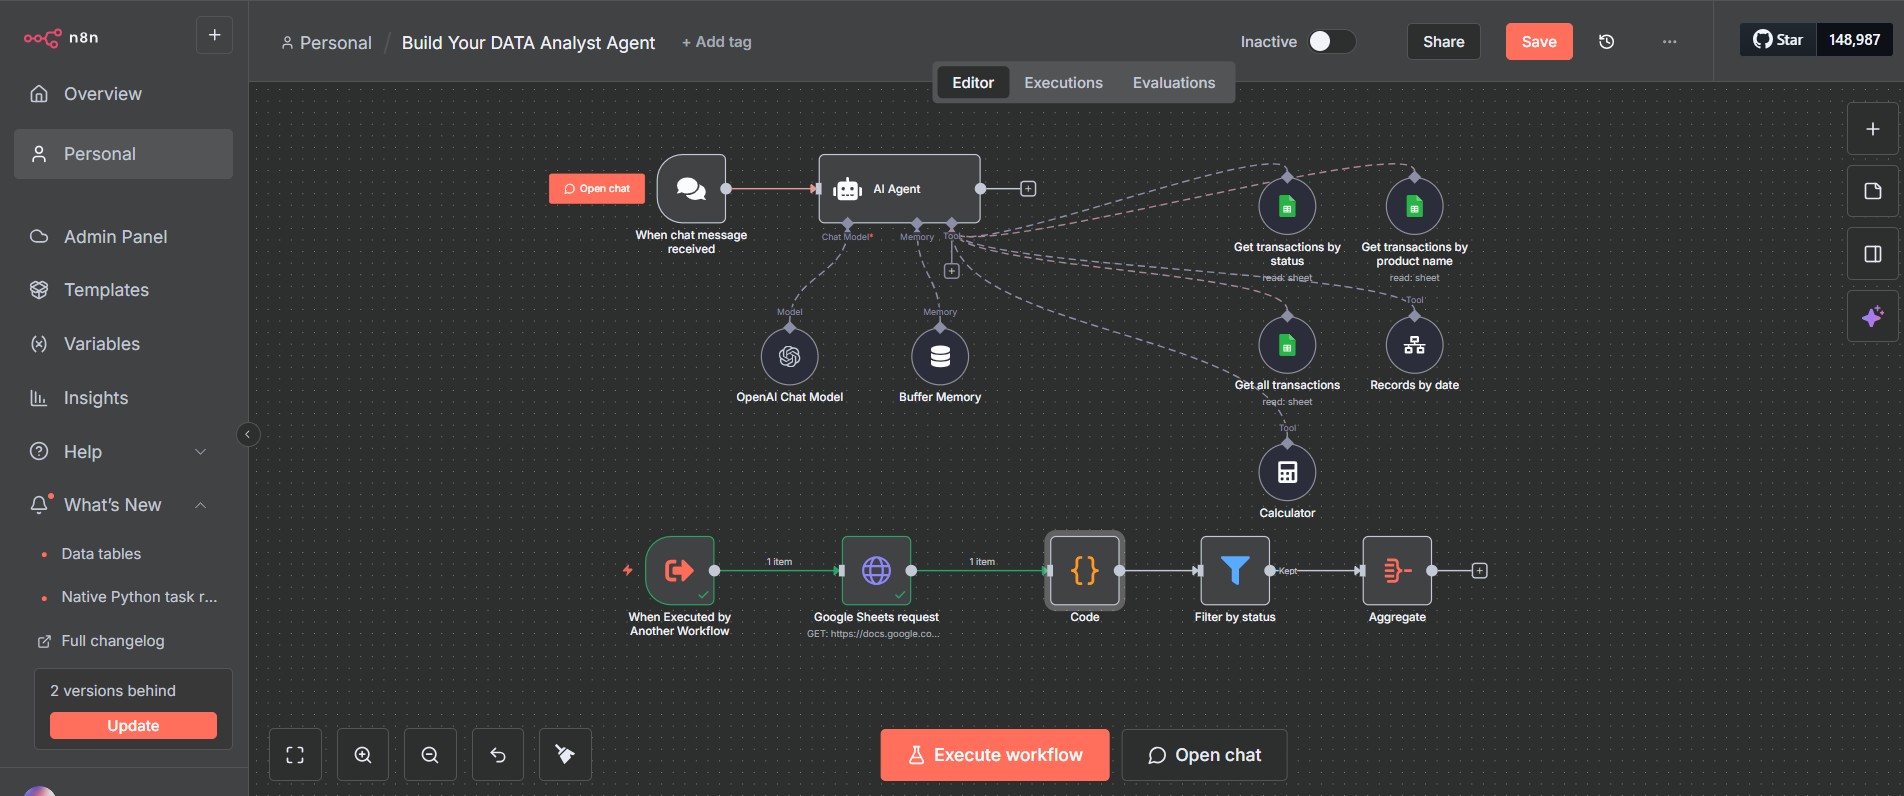 n8n
+
Overview
Personal
Admin Panel
Templates
Variables
Insights
Help
What's New
Data tables
Native Python task r...
Full changelog
2 versions behind
Update
Personal / Build Your DATA Analyst Agent + Add tag
Inactive
Share
Save
...
Star 148,987
Editor Executions Evaluations
Open chat
When chat message
received
AI Agent
Chat Model*
Memory
Tool
Model
OpenAI Chat Model
Memory
Buffer Memory
Get transactions by
status
read: sheet
Get transactions by
product name
read: sheet
Get all transactions
read: sheet
Tool
Records by date
Tool
Calculator
When Executed by
Another Workflow
1 item
Google Sheets request
GET: https://docs.google.co...
1 item
{}
Code
Filter by status
Kept
Aggregate
Execute workflow
Open chat